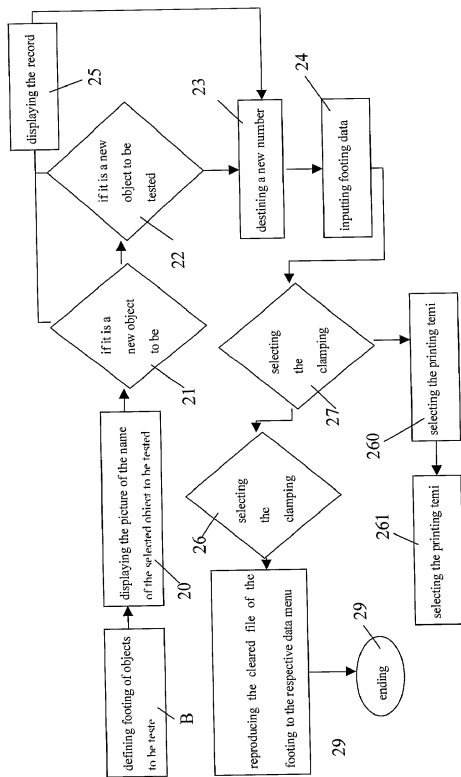 defining footing of objects
to be teste
B
displaying the picture of the name
of the selected object to be tested
20
if it is a
new object
to be
21
if it is a new
object to be
tested
22
displaying the record
25
destining a new number
23
inputting footing data
24
selecting
the
clamping
27
selecting
the
clamping
26
selecting the printing temi
260
selecting the printing temi
261
reproducing the cleared file of the
footing to the respective data menu
29
ending
29